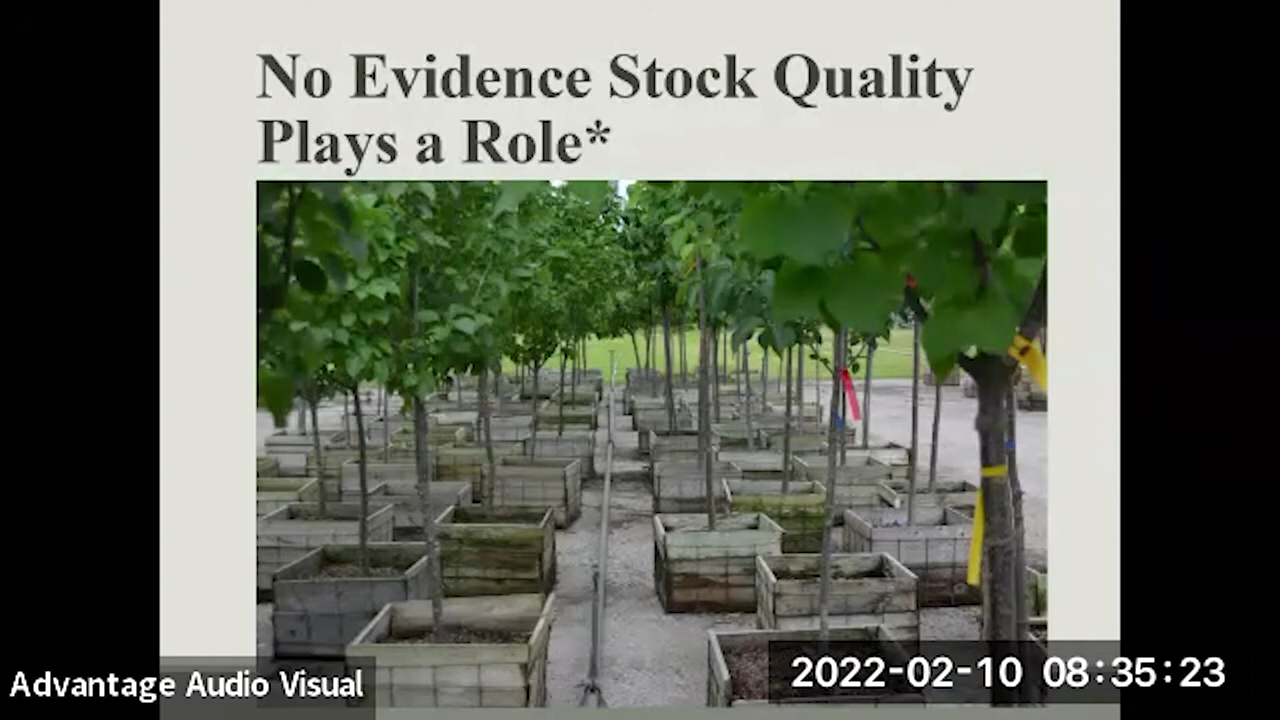 No Evidence Stock Quality
Plays a Role*
Advantage Audio Visual
2022-02-10 08:35:23